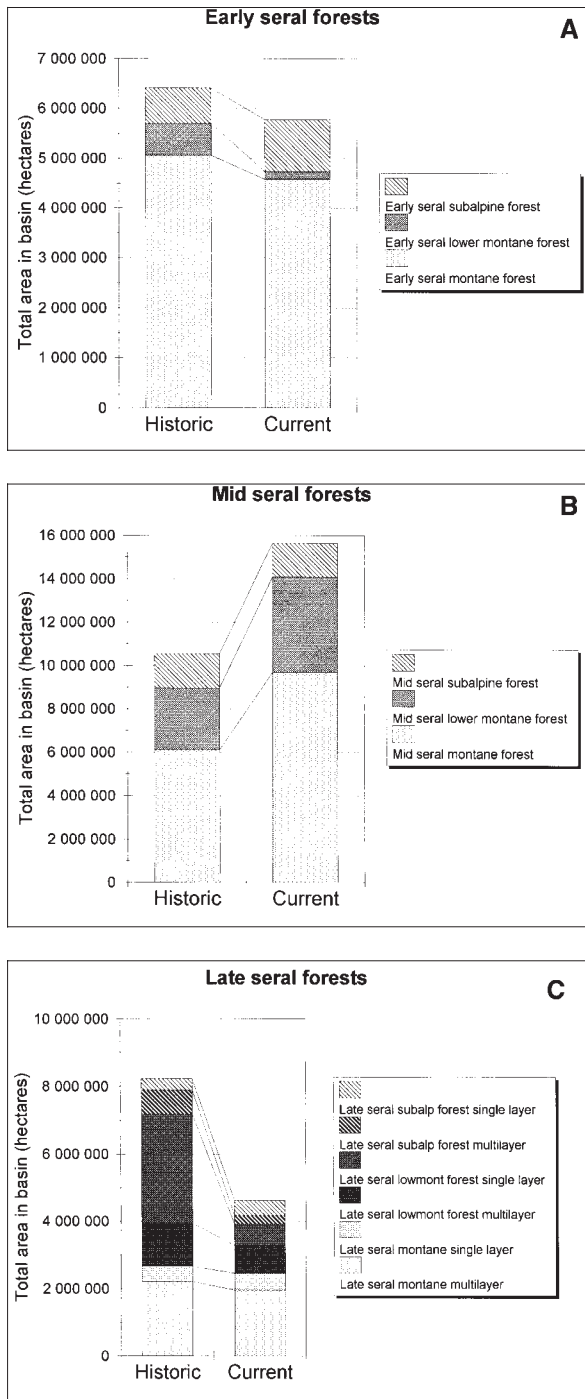 Early seral forests
A
Total area in basin (hectares)
7 000 000
6 000 000
5 000 000
4 000 000
3 000 000
2 000 000
1 000 000
0
Historic
Current
Early seral subalpine forest
Early seral lower montane forest
Early seral montane forest
Mid seral forests
B
Total area in basin (hectares)
16 000 000
14 000 000
12 000 000
10 000 000
8 000 000
6 000 000
4 000 000
2 000 000
0
Historic
Current
Mid seral subalpine forest
Mid seral lower montane forest
Mid seral montane forest
Late seral forests
C
Total area in basin (hectares)
10 000 000
8 000 000
6 000 000
4 000 000
2 000 000
0
Historic
Current
Late seral subalp forest single layer
Late seral subalp forest multilayer
Late seral lowmont forest single layer
Late seral lowmont forest multilayer
Late seral montane single layer
Late seral montane multilayer